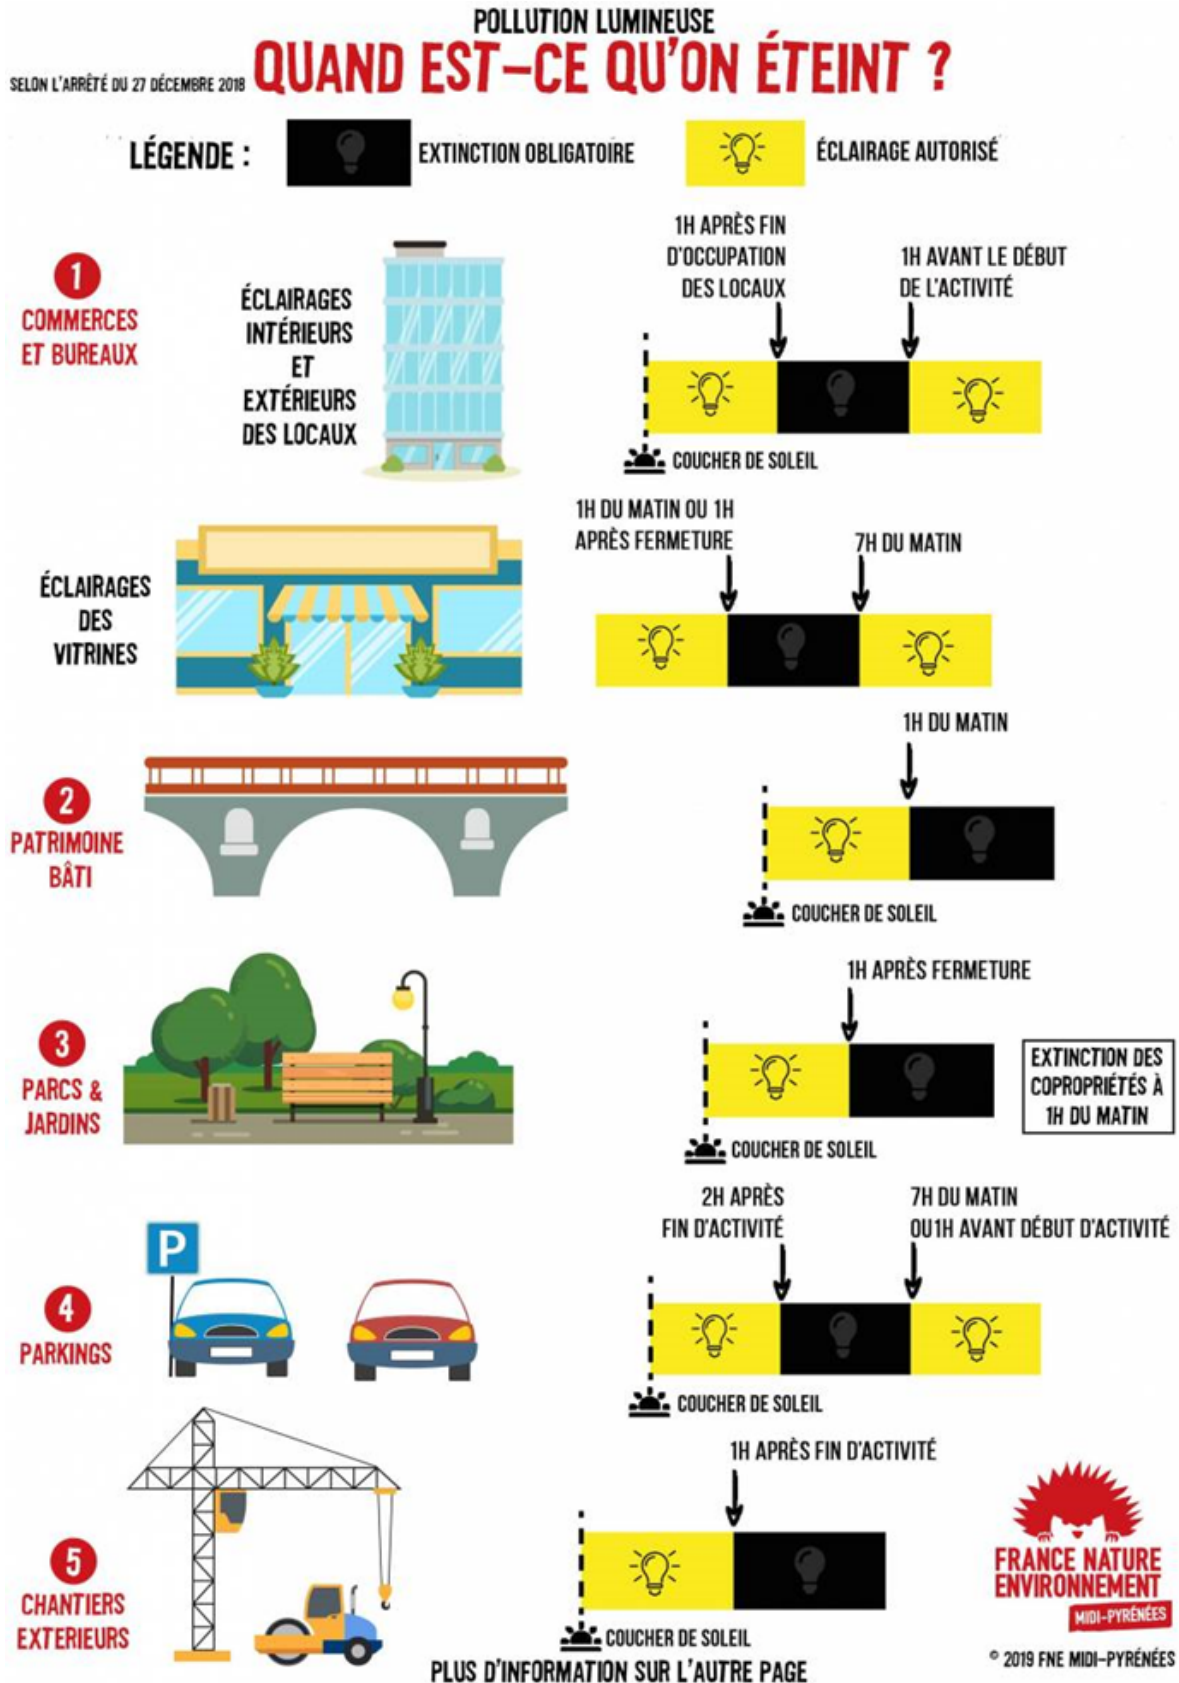 POLLUTION LUMINEUSE
SELON L'ARRÊTÉ DU 27 DÉCEMBRE 2018
QUAND EST-CE QU'ON ÉTEINT ?
LÉGENDE :
EXTINCTION OBLIGATOIRE
ÉCLAIRAGE AUTORISÉ
1
COMMERCES
ET BUREAUX
ÉCLAIRAGES
INTÉRIEURS
ET
EXTÉRIEURS
DES LOCAUX
1H APRÈS FIN
D'OCCUPATION
DES LOCAUX
1H AVANT LE DÉBUT
DE L'ACTIVITÉ
COUCHER DE SOLEIL
ÉCLAIRAGES
DES
VITRINES
1H DU MATIN OU 1H
APRÈS FERMETURE
7H DU MATIN
2
PATRIMOINE
BÂTI
1H DU MATIN
COUCHER DE SOLEIL
3
PARCS &
JARDINS
1H APRÈS FERMETURE
COUCHER DE SOLEIL
EXTINCTION DES
COPROPRIÉTÉS À
1H DU MATIN
4
PARKINGS
P
2H APRÈS
FIN D'ACTIVITÉ
7H DU MATIN
OU1H AVANT DÉBUT D'ACTIVITÉ
COUCHER DE SOLEIL
5
CHANTIERS
EXTERIEURS
1H APRÈS FIN D'ACTIVITÉ
COUCHER DE SOLEIL
PLUS D'INFORMATION SUR L'AUTRE PAGE
FRANCE NATURE
ENVIRONNEMENT
MIDI-PYRÉNÉES
© 2019 FNE MIDI-PYRÉNÉES